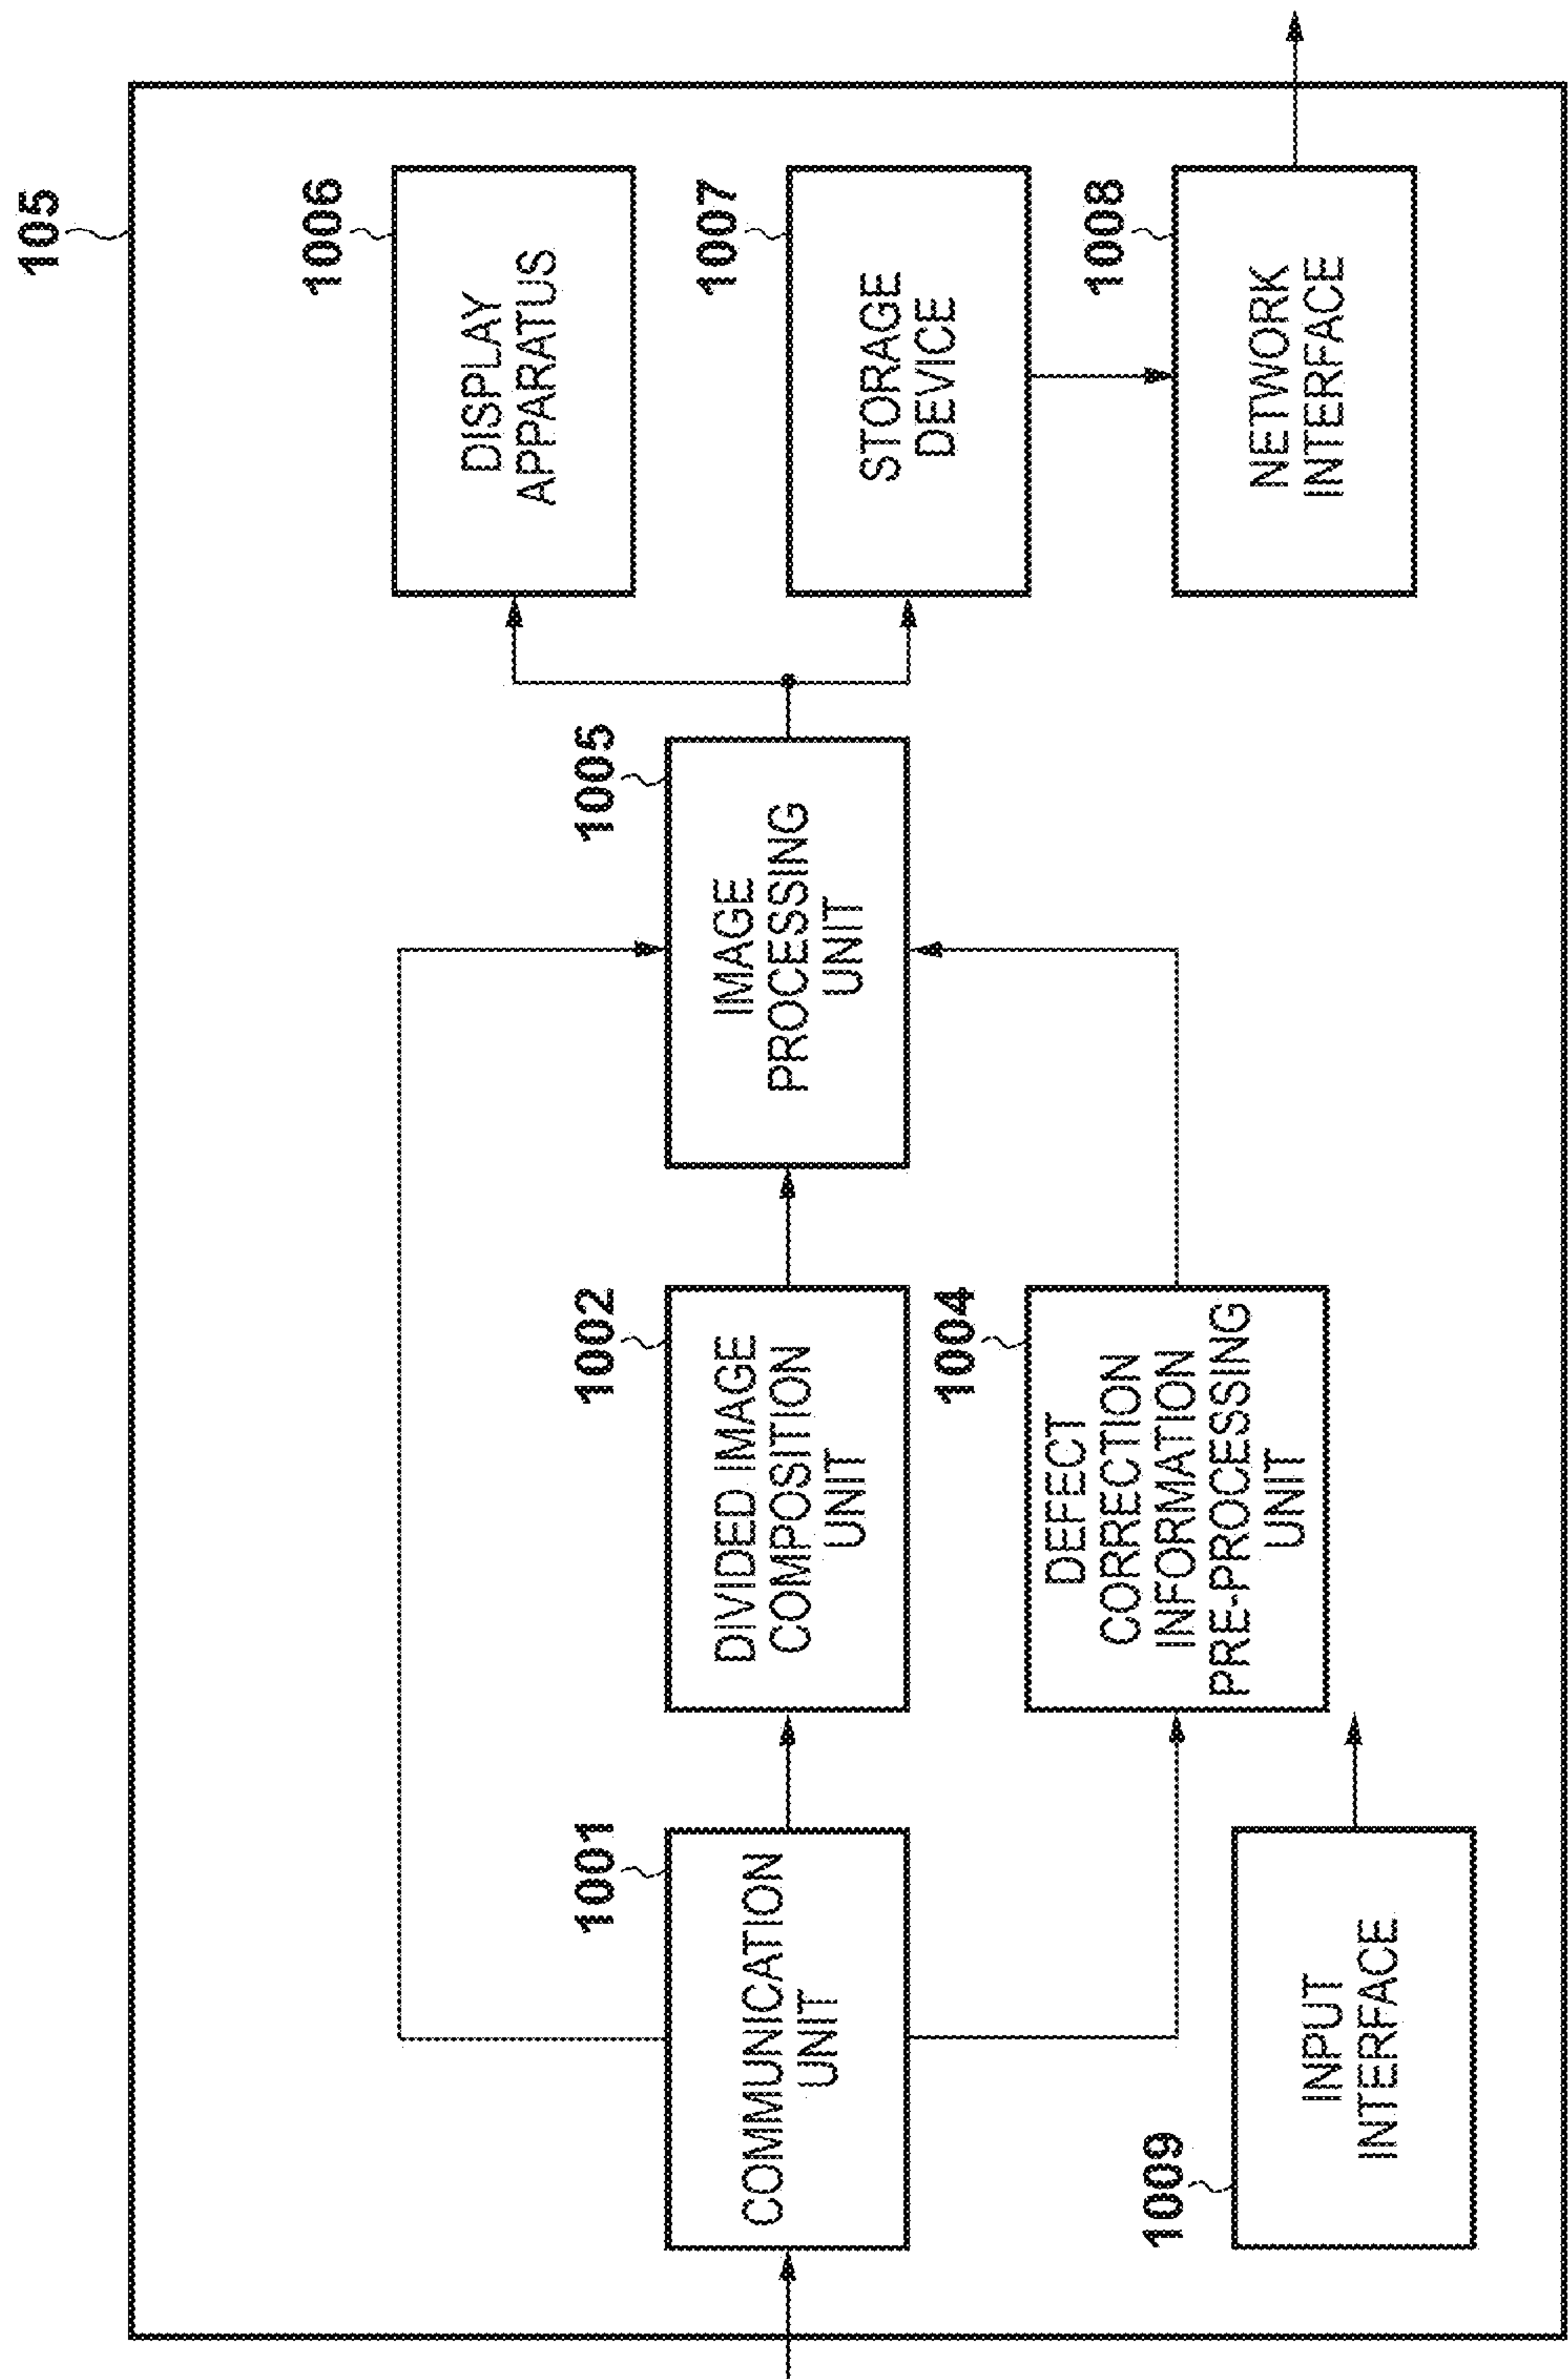 105
1001
COMMUNICATION
UNIT
1002
DIVIDED IMAGE
COMPOSITION
UNIT
1004
DEFECT
CORRECTION
INFORMATION
PRE-PROCESSING
UNIT
1005
IMAGE
PROCESSING
UNIT
1006
DISPLAY
APPARATUS
1007
STORAGE
DEVICE
1008
NETWORK
INTERFACE
1009
INPUT
INTERFACE